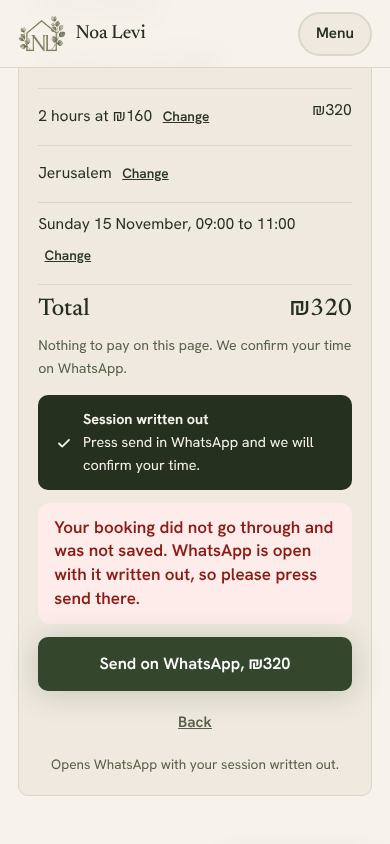 NL
Noa Levi
Menu
2 hours at ₪160 Change
₪320
Jerusalem Change
Sunday 15 November, 09:00 to 11:00
Change
Total
₪320
Nothing to pay on this page. We confirm your time
on WhatsApp.
Session written out
Press send in WhatsApp and we will
confirm your time.
Your booking did not go through and
was not saved. WhatsApp is open
with it written out, so please press
send there.
Send on WhatsApp, ₪320
Back
Opens WhatsApp with your session written out.